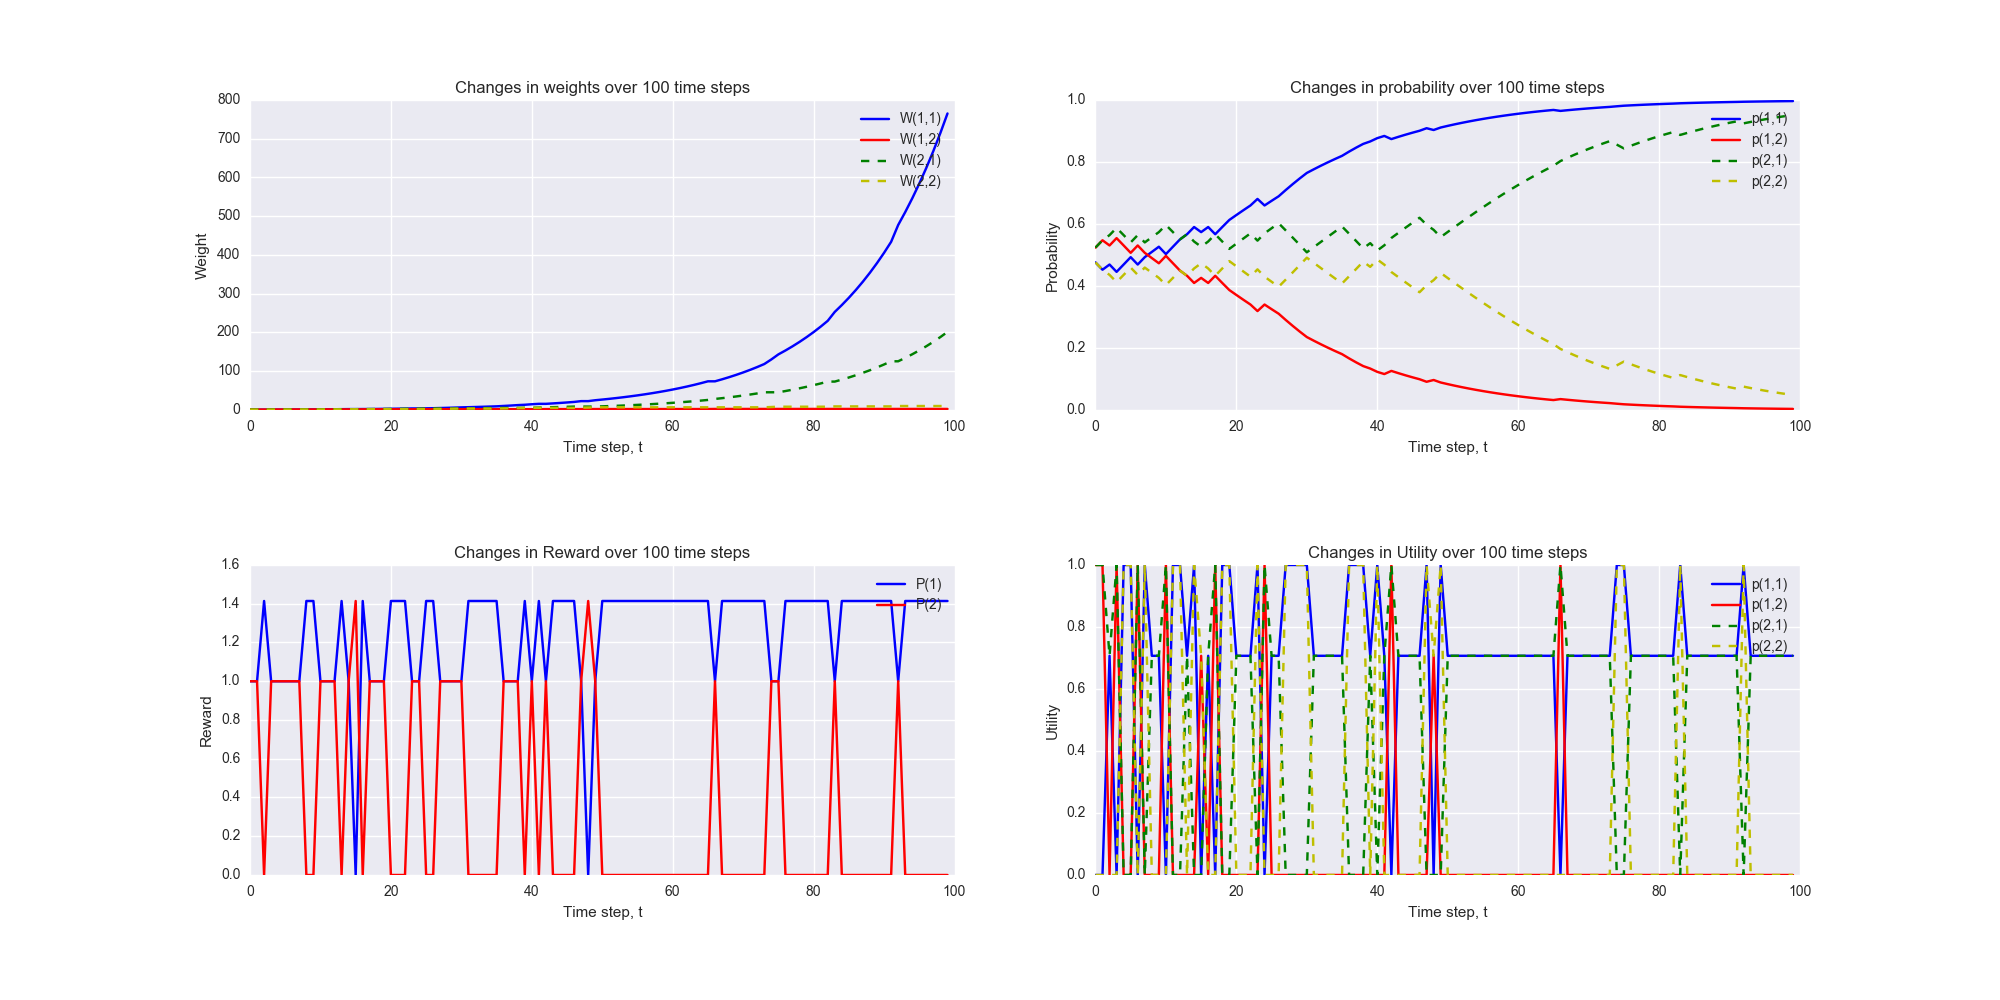 Changes in weights over 100 time steps
800
700
600
500
400
300
200
100
0
Weight
0 20 40 60 80 100
Time step, t
W(1,1)
W(1,2)
W(2,1)
W(2,2)
Changes in probability over 100 time steps
1.0
0.8
0.6
0.4
0.2
0.0
Probability
0 20 40 60 80 100
Time step, t
p(1,1)
p(1,2)
p(2,1)
p(2,2)
Changes in Reward over 100 time steps
1.6
1.4
1.2
1.0
0.8
0.6
0.4
0.2
0.0
Reward
0 20 40 60 80 100
Time step, t
P(1)
P(2)
Changes in Utility over 100 time steps
1.0
0.8
0.6
0.4
0.2
0.0
Utility
0 20 40 60 80 100
Time step, t
p(1,1)
p(1,2)
p(2,1)
p(2,2)